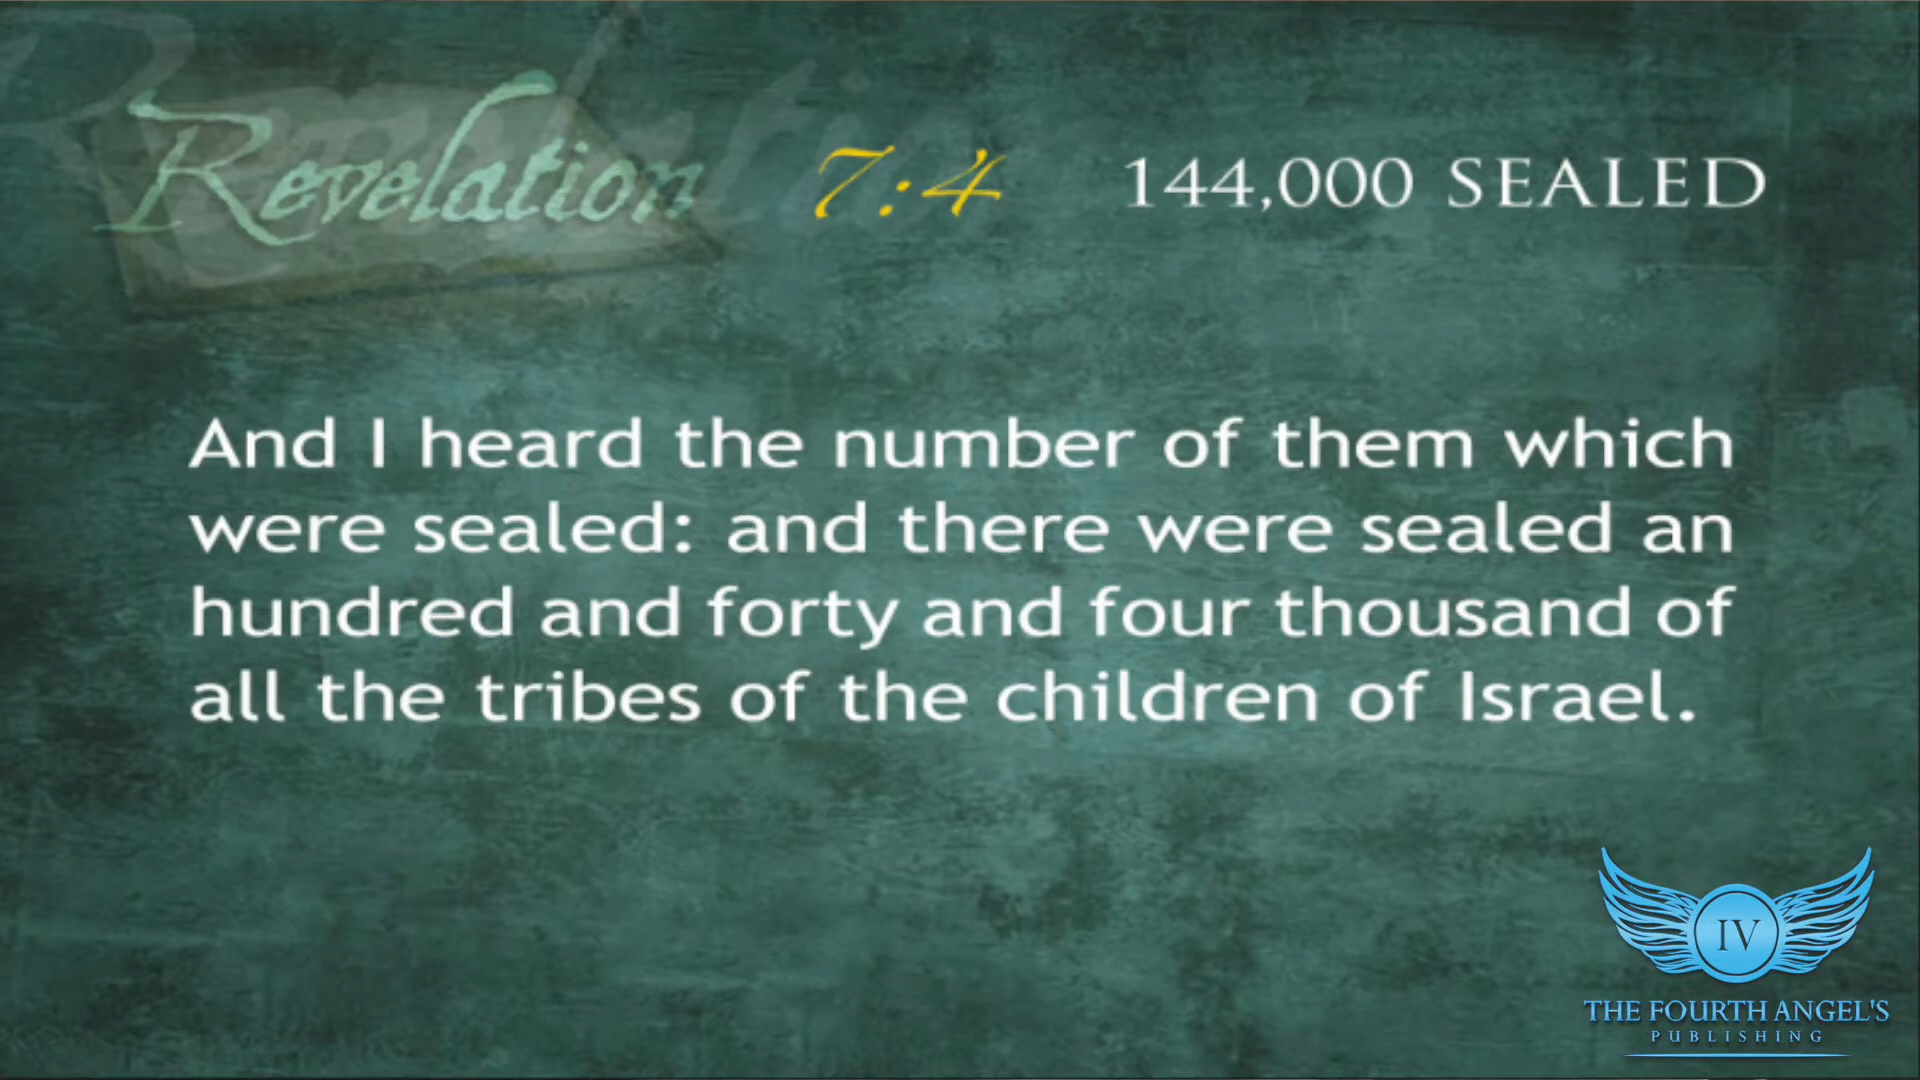 Revelation 7:4 144,000 SEALED
And I heard the number of them which
were sealed: and there were sealed an
hundred and forty and four thousand of
all the tribes of the children of Israel.
IV
THE FOURTH ANGEL'S
PUBLISHING